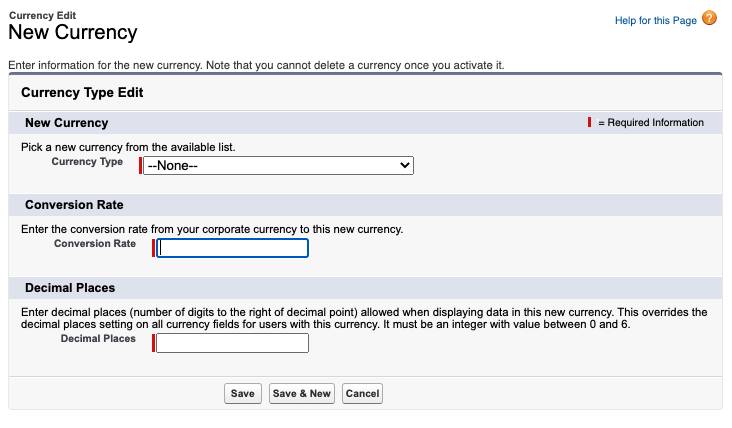 Currency Edit
New Currency
Help for this Page ?
Enter information for the new currency. Note that you cannot delete a currency once you activate it.
Currency Type Edit
New Currency
= Required Information
Pick a new currency from the available list.
Currency Type --None--
Conversion Rate
Enter the conversion rate from your corporate currency to this new currency.
Conversion Rate
Decimal Places
Enter decimal places (number of digits to the right of decimal point) allowed when displaying data in this new currency. This overrides the
decimal places setting on all currency fields for users with this currency. It must be an integer with value between 0 and 6.
Decimal Places
Save Save & New Cancel